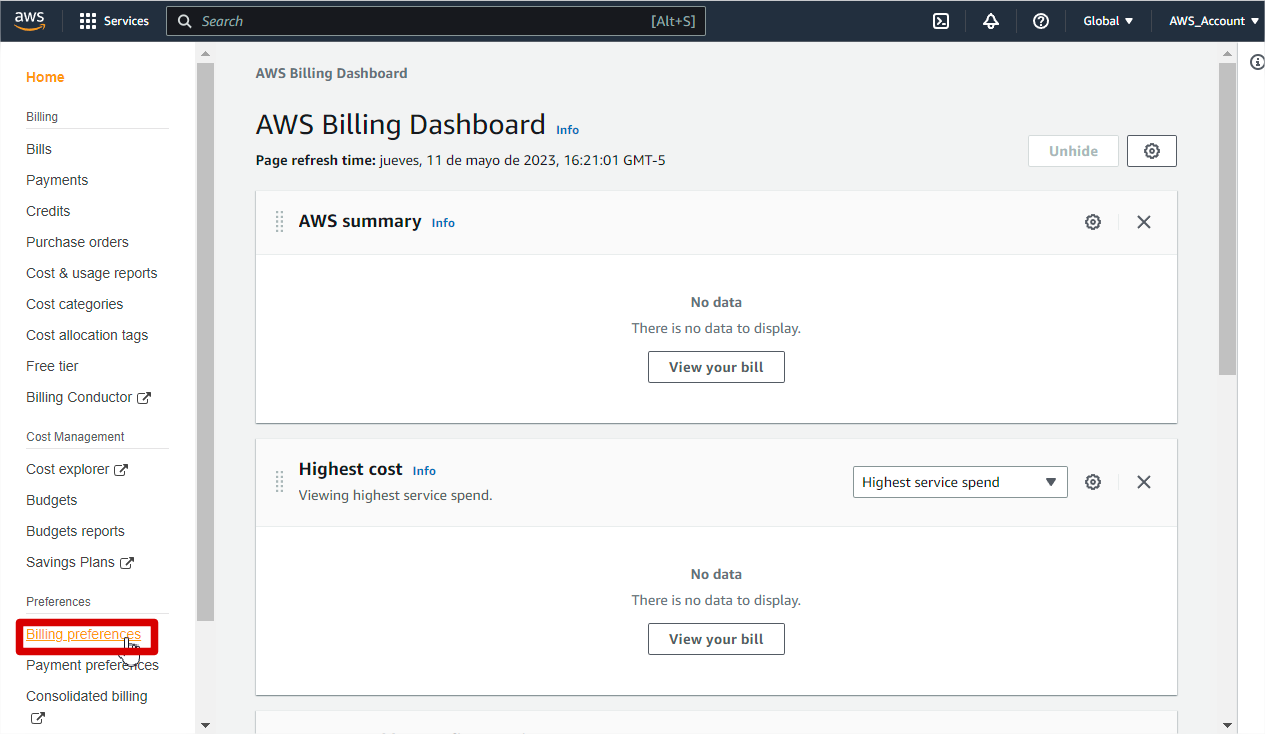 aws
Services
Search
[Alt+S]
Global
AWS_Account
Home
Billing
Bills
Payments
Credits
Purchase orders
Cost & usage reports
Cost categories
Cost allocation tags
Free tier
Billing Conductor
Cost Management
Cost explorer
Budgets
Budgets reports
Savings Plans
Preferences
Billing preferences
Payment preferences
Consolidated billing
AWS Billing Dashboard
AWS Billing Dashboard Info
Page refresh time: jueves, 11 de mayo de 2023, 16:21:01 GMT-5
Unhide
AWS summary Info
No data
There is no data to display.
View your bill
Highest cost Info
Viewing highest service spend.
Highest service spend
No data
There is no data to display.
View your bill